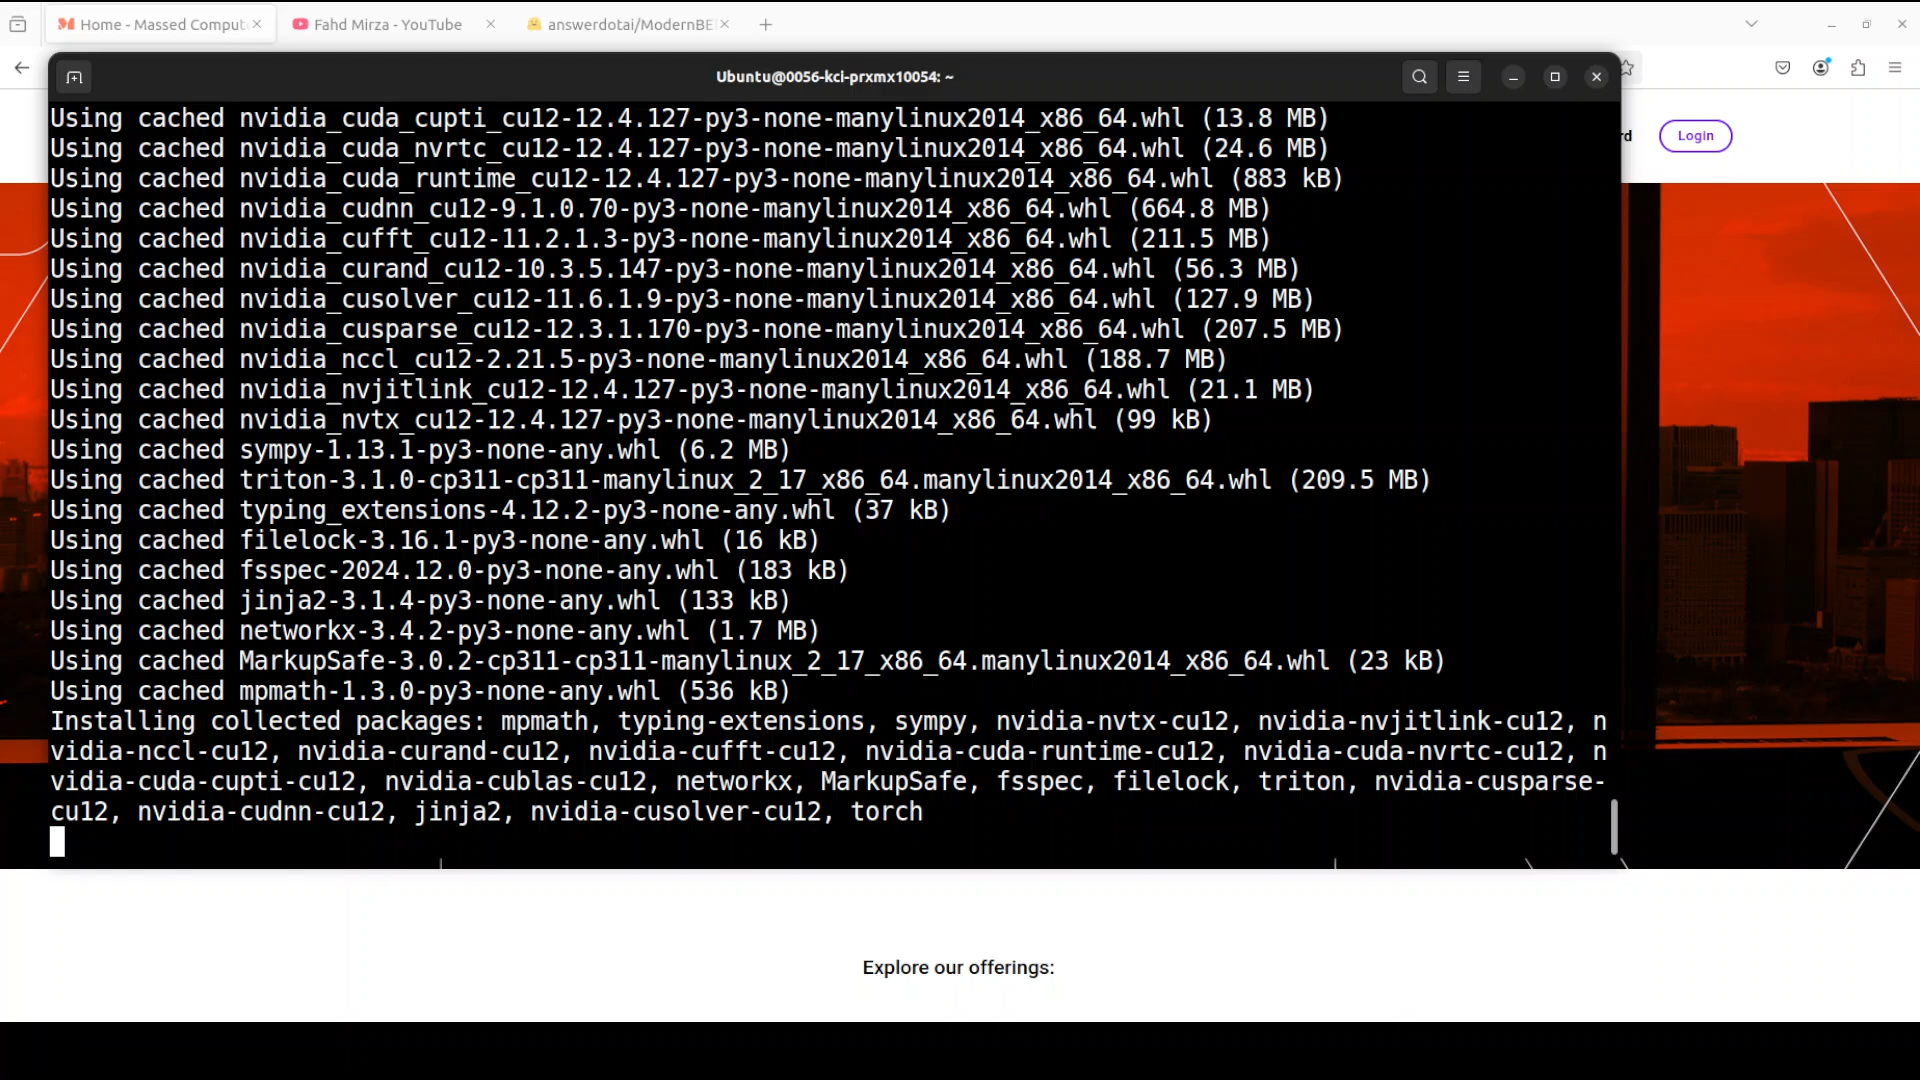 Home - Massed Comput
Fahd Mirza - YouTube
answerdotai/ModernBE
Ubuntu@0056-kci-prxmx10054: ~
rd
Login
Using cached nvidia_cuda_cupti_cu12-12.4.127-py3-none-manylinux2014_x86_64.whl (13.8 MB)
Using cached nvidia_cuda_nvrtc_cu12-12.4.127-py3-none-manylinux2014_x86_64.whl (24.6 MB)
Using cached nvidia_cuda_runtime_cu12-12.4.127-py3-none-manylinux2014_x86_64.whl (883 kB)
Using cached nvidia_cudnn_cu12-9.1.0.70-py3-none-manylinux2014_x86_64.whl (664.8 MB)
Using cached nvidia_cufft_cu12-11.2.1.3-py3-none-manylinux2014_x86_64.whl (211.5 MB)
Using cached nvidia_curand_cu12-10.3.5.147-py3-none-manylinux2014_x86_64.whl (56.3 MB)
Using cached nvidia_cusolver_cu12-11.6.1.9-py3-none-manylinux2014_x86_64.whl (127.9 MB)
Using cached nvidia_cusparse_cu12-12.3.1.170-py3-none-manylinux2014_x86_64.whl (207.5 MB)
Using cached nvidia_nccl_cu12-2.21.5-py3-none-manylinux2014_x86_64.whl (188.7 MB)
Using cached nvidia_nvjitlink_cu12-12.4.127-py3-none-manylinux2014_x86_64.whl (21.1 MB)
Using cached nvidia_nvtx_cu12-12.4.127-py3-none-manylinux2014_x86_64.whl (99 kB)
Using cached sympy-1.13.1-py3-none-any.whl (6.2 MB)
Using cached triton-3.1.0-cp311-cp311-manylinux_2_17_x86_64.manylinux2014_x86_64.whl (209.5 MB)
Using cached typing_extensions-4.12.2-py3-none-any.whl (37 kB)
Using cached filelock-3.16.1-py3-none-any.whl (16 kB)
Using cached fsspec-2024.12.0-py3-none-any.whl (183 kB)
Using cached jinja2-3.1.4-py3-none-any.whl (133 kB)
Using cached networkx-3.4.2-py3-none-any.whl (1.7 MB)
Using cached MarkupSafe-3.0.2-cp311-cp311-manylinux_2_17_x86_64.manylinux2014_x86_64.whl (23 kB)
Using cached mpmath-1.3.0-py3-none-any.whl (536 kB)
Installing collected packages: mpmath, typing-extensions, sympy, nvidia-nvtx-cu12, nvidia-nvjitlink-cu12, n
vidia-nccl-cu12, nvidia-curand-cu12, nvidia-cufft-cu12, nvidia-cuda-runtime-cu12, nvidia-cuda-nvrtc-cu12, n
vidia-cuda-cupti-cu12, nvidia-cublas-cu12, networkx, MarkupSafe, fsspec, filelock, triton, nvidia-cusparse-
cu12, nvidia-cudnn-cu12, jinja2, nvidia-cusolver-cu12, torch
Explore our offerings: